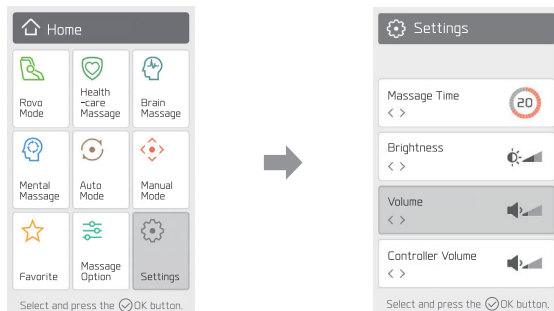 Home
Rovo
Mode
Health
-care
Massage
Brain
Massage
Mental
Massage
Auto
Mode
Manual
Mode
Favorite
Massage
Option
Settings
Select and press the OK button.
Settings
Massage Time
< >
20
Brightness
< >
Volume
< >
Controller Volume
< >
Select and press the OK button.